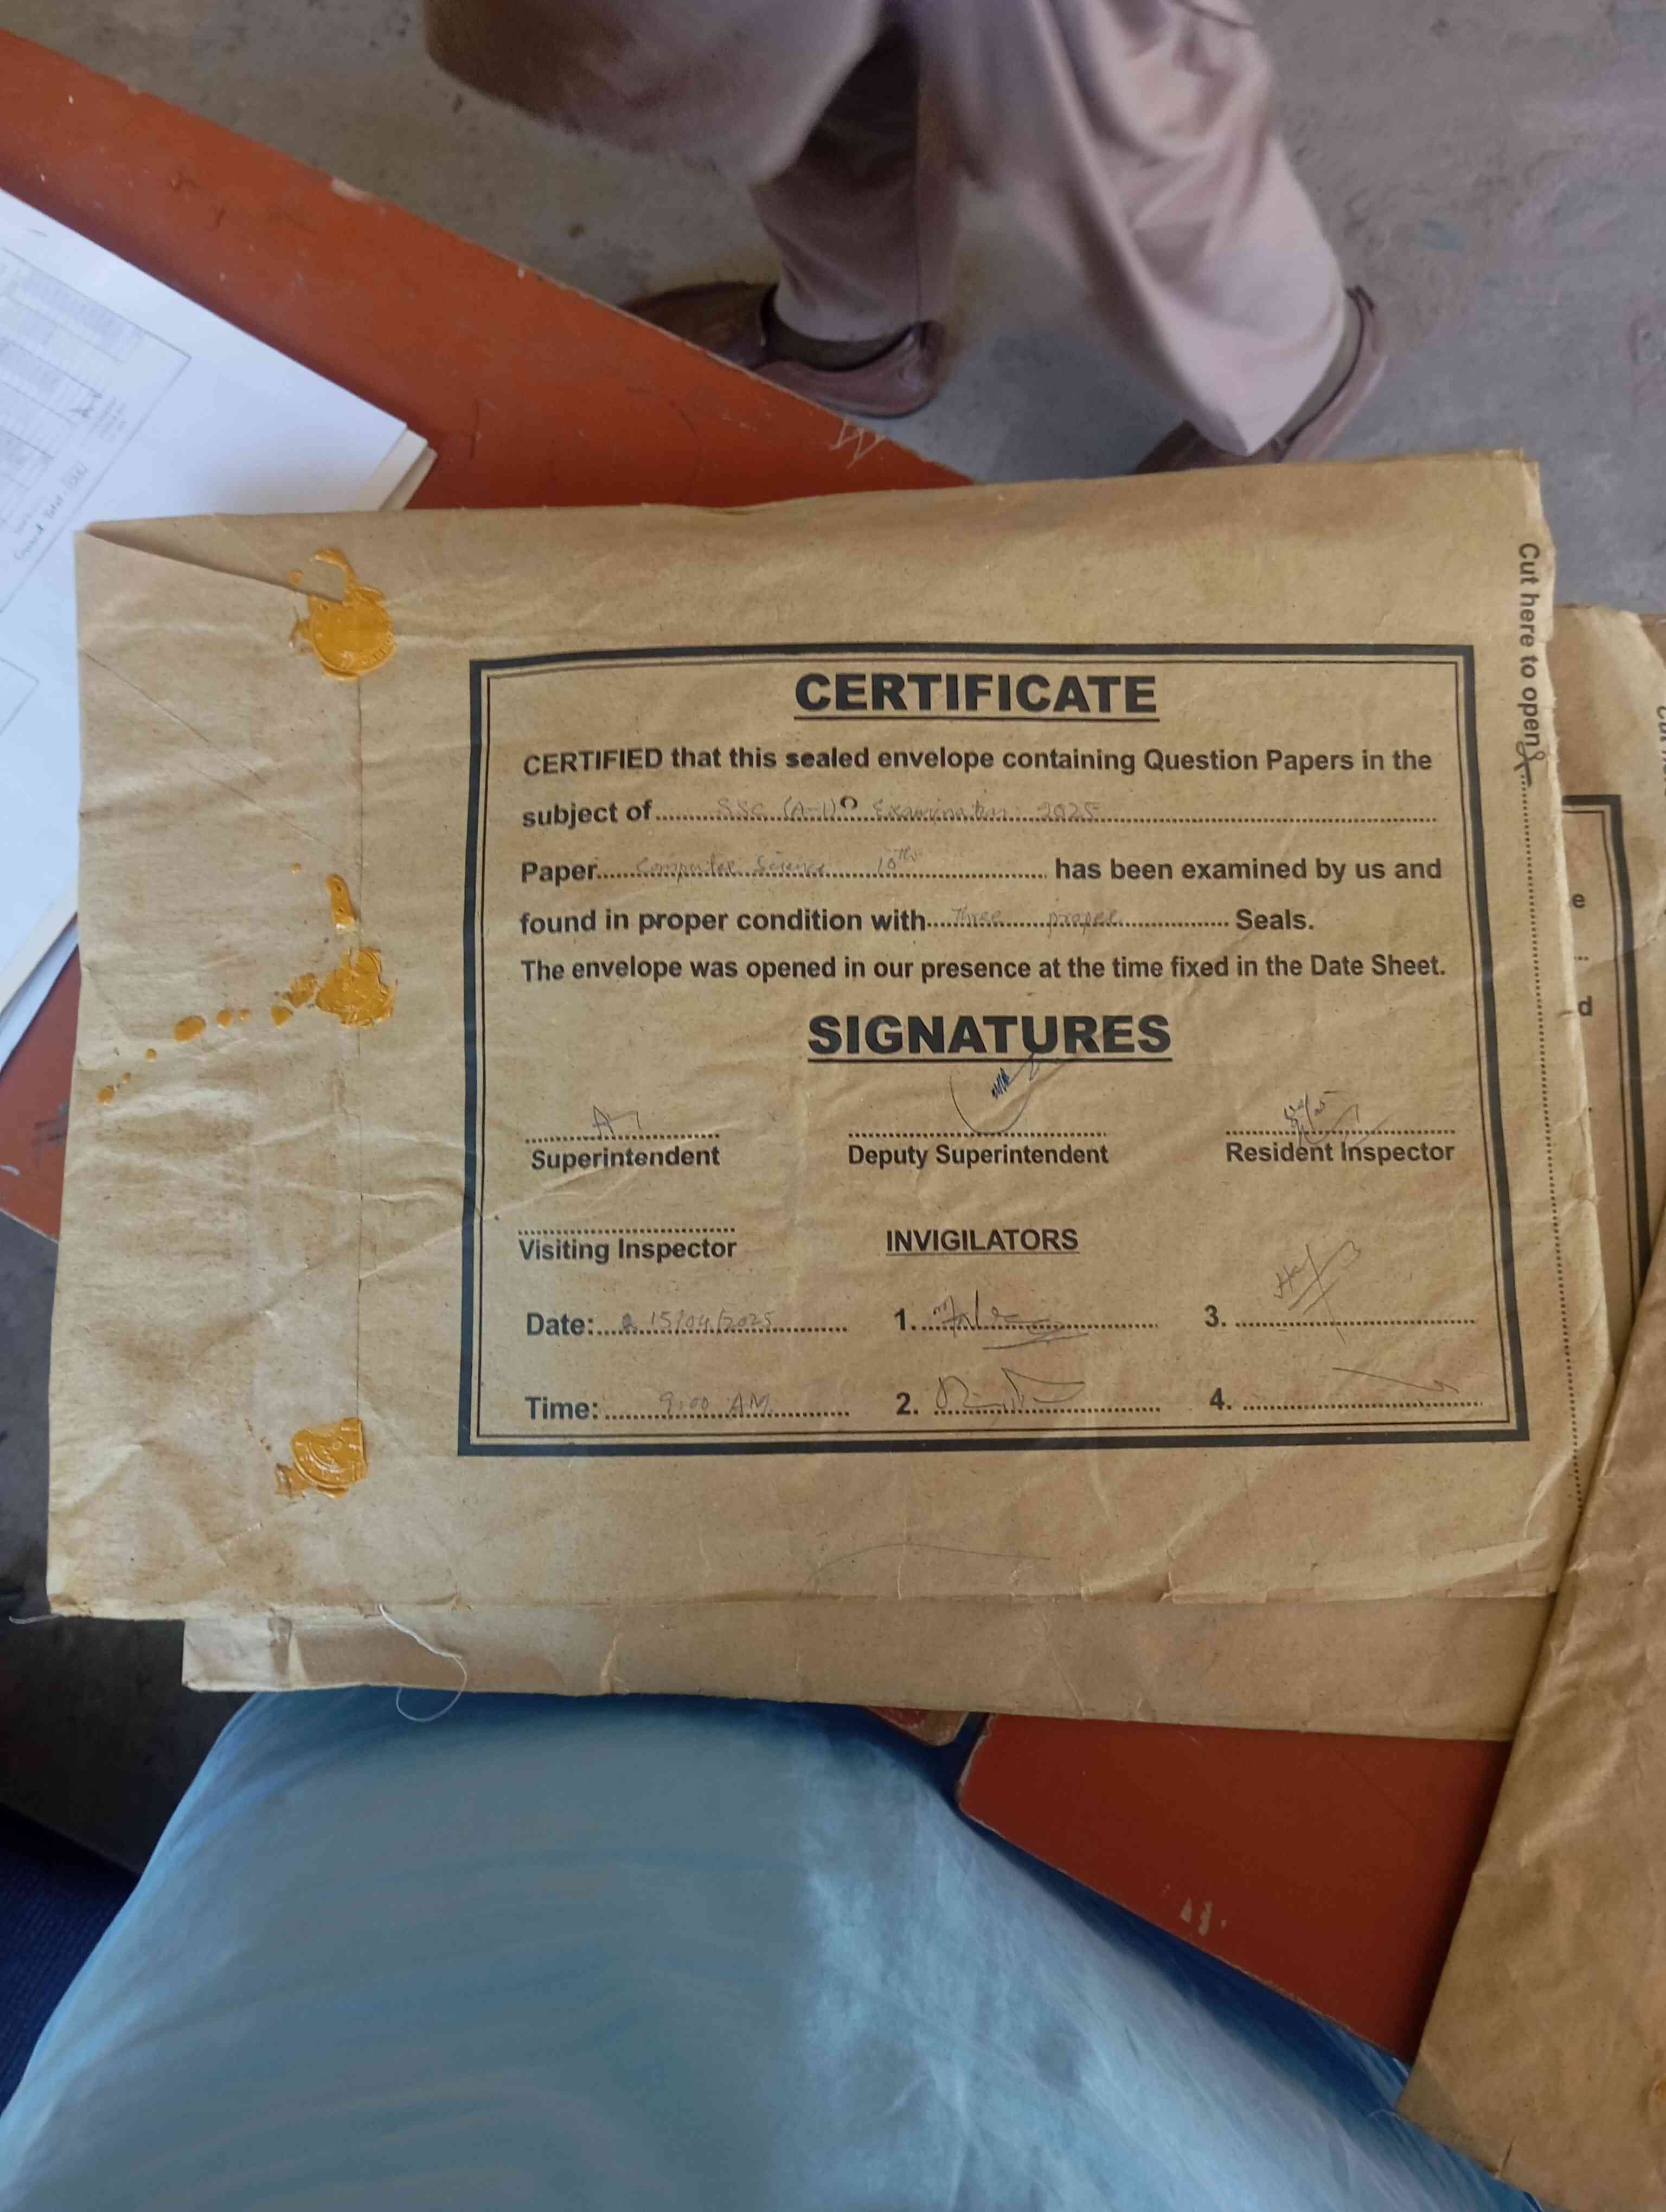 CERTIFICATE
CERTIFIED that this sealed envelope containing Question Papers in the
subject of SSC (A-I) Examination 2025
Paper Computer Science 10th has been examined by us and
found in proper condition with Three proper Seals.
The envelope was opened in our presence at the time fixed in the Date Sheet.
SIGNATURES
Superintendent
Deputy Superintendent
Resident Inspector
Visiting Inspector
INVIGILATORS
Date: 15/04/2025
1.
3.
Time: 9:00 AM
2.
4.
Cut here to open
e
d